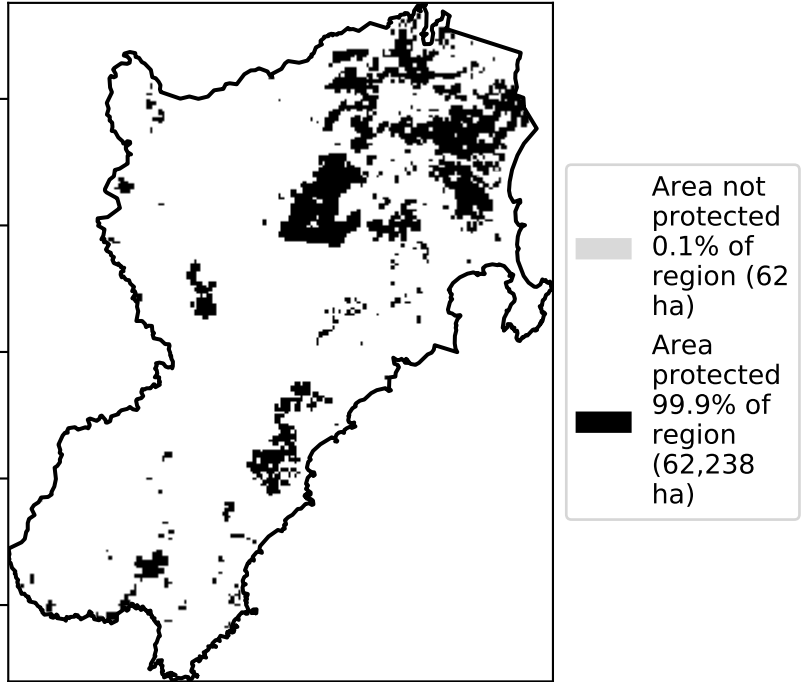 Area not
protected
0.1% of
region (62
ha)
Area
protected
99.9% of
region
(62,238
ha)